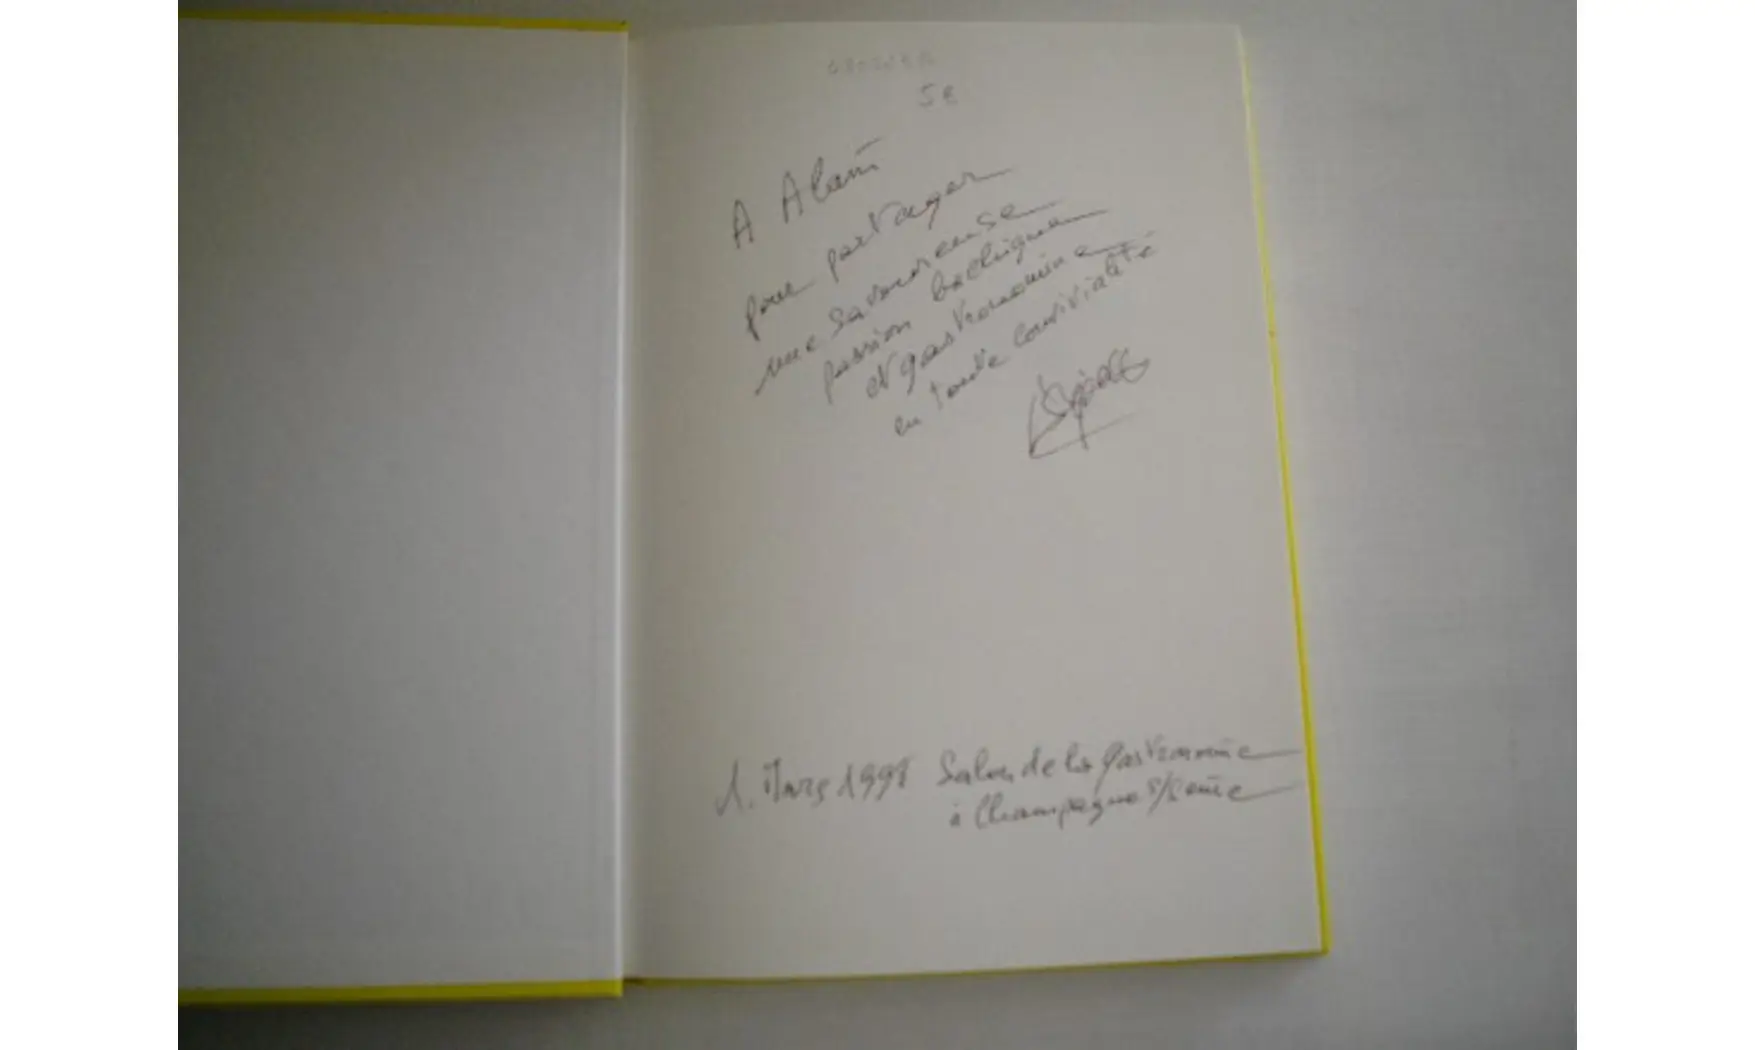 5€
A Alain
pour partager
une savoureuse
passion bachique
et gastronomique
en toute convivialité
1. Mars 1998 Salon de la gastronomie
à Champagne s/Seine